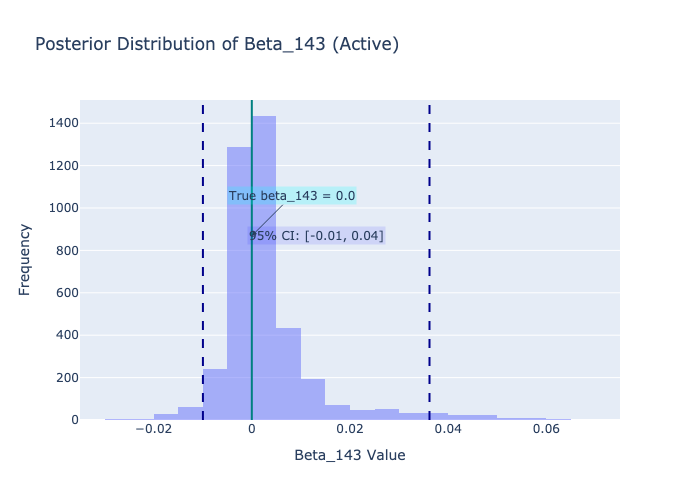 Posterior Distribution of Beta_143 (Active)
1400
1200
1000
800
600
400
200
0
Frequency
True beta_143 = 0.0
95% CI: [-0.01, 0.04]
−0.02
0
0.02
0.04
0.06
Beta_143 Value